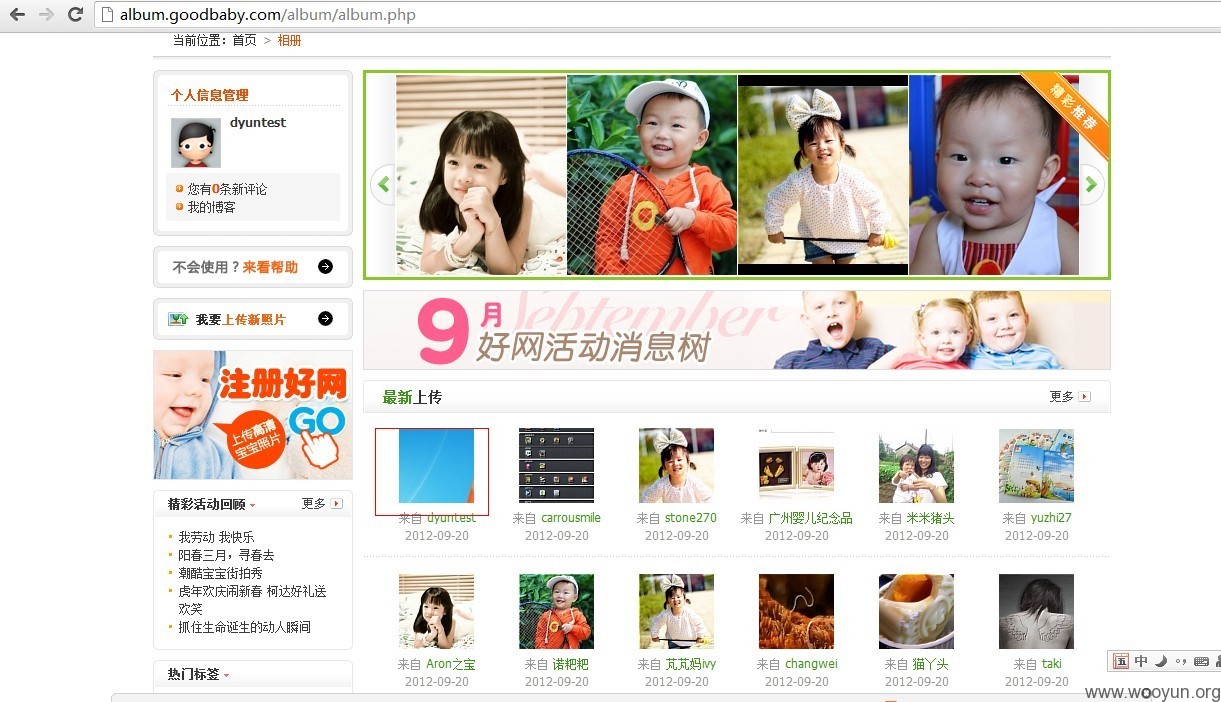 album.goodbaby.com/album/album.php
当前位置：首页 > 相册
个人信息管理
dyuntest
您有0条新评论
我的博客
不会使用？来看帮助
我要上传新照片
注册好网
GO
上传高清
宝宝照片
精彩活动回顾
更多
我劳动 我快乐
阳春三月，寻春去
潮酷宝宝街拍秀
虎年欢庆闹新春 柯达好礼送
欢笑
抓住生命诞生的动人瞬间
热门标签
精彩推荐
September
9月
好网活动消息树
最新上传
更多
来自 dyuntest
2012-09-20
来自 carrousmile
2012-09-20
来自 stone270
2012-09-20
来自 广州婴儿纪念品
2012-09-20
来自 米米猪头
2012-09-20
来自 yuzhi27
2012-09-20
来自 Aron之宝
2012-09-20
来自 诺粑粑
2012-09-20
来自 芃芃妈ivy
2012-09-20
来自 changwei
2012-09-20
来自 猫丫头
2012-09-20
来自 taki
2012-09-20
五 中
www.wooyun.org